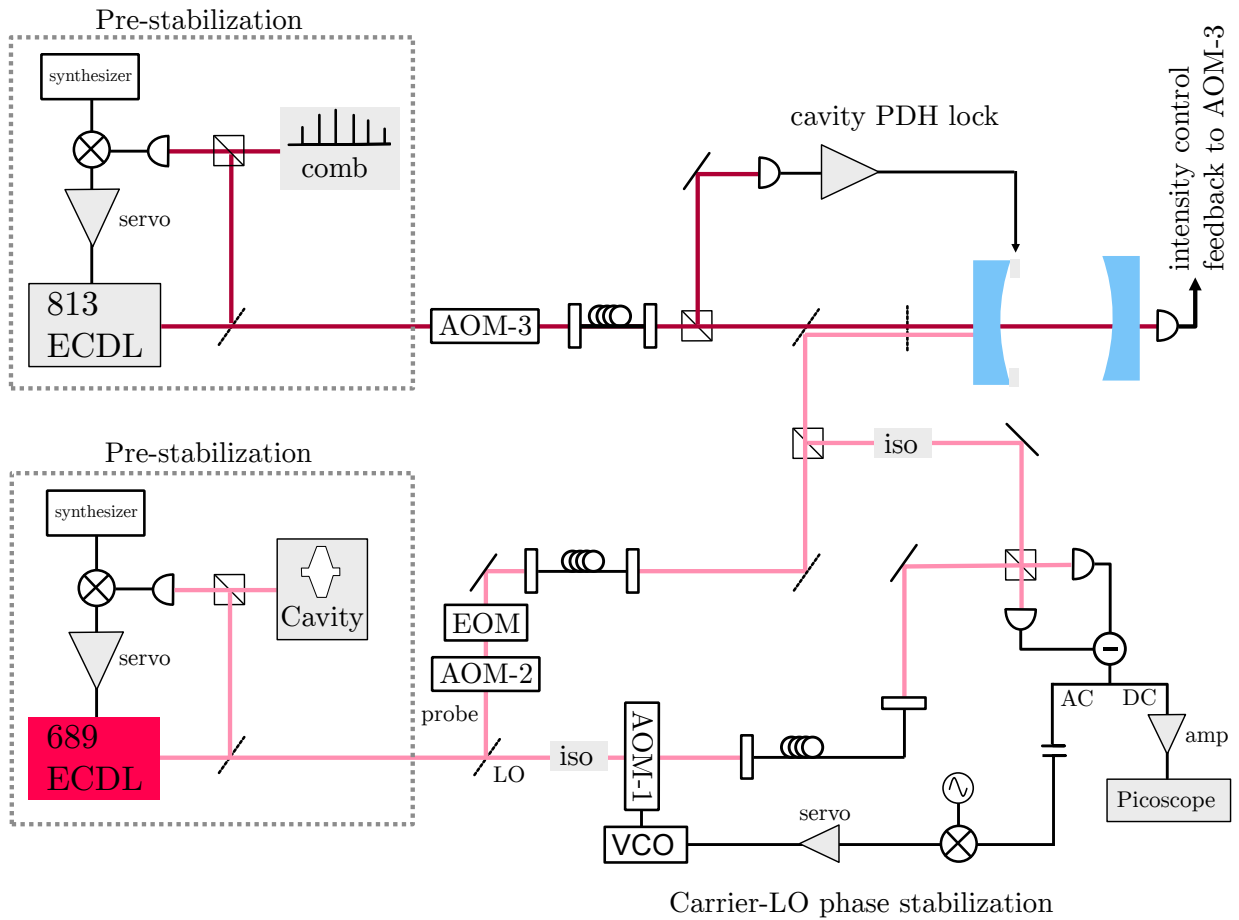 Pre-stabilization
synthesizer
comb
servo
813
ECDL
AOM-3
cavity PDH lock
intensity control
feedback to AOM-3
Pre-stabilization
synthesizer
Cavity
servo
689
ECDL
EOM
AOM-2
probe
LO
iso
AOM-1
VCO
servo
iso
AC
DC
amp
Picoscope
Carrier-LO phase stabilization